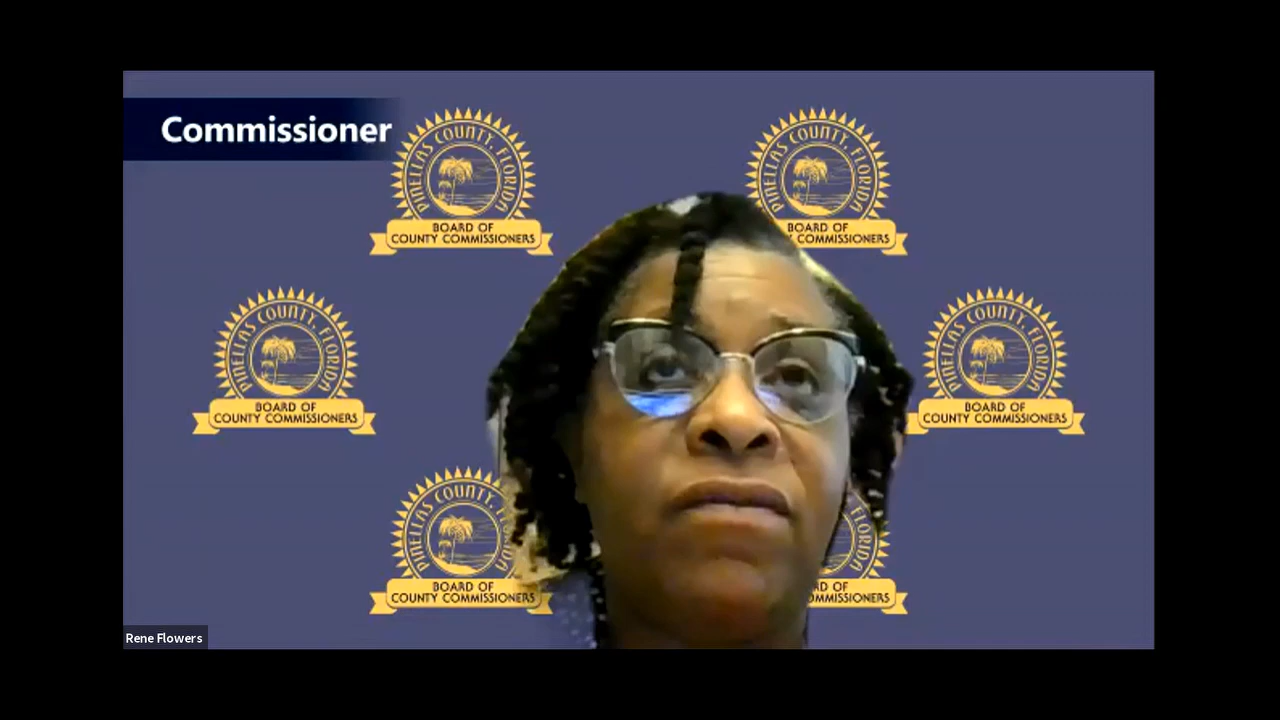 Commissioner
PINELLAS COUNTY, FLORIDA
BOARD OF
COUNTY COMMISSIONERS
PINELLAS COUNTY, FLORIDA
BOARD OF
COMMISSIONERS
PINELLAS COUNTY, FLORIDA
BOARD OF
COUNTY COMMISSIONERS
PINELLAS COUNTY, FLORIDA
BOARD OF
COUNTY COMMISSIONERS
PINELLAS COUNTY,
BOARD OF
COUNTY COMMISSIONERS
FLORIDA
OF
COMMISSIONERS
Rene Flowers